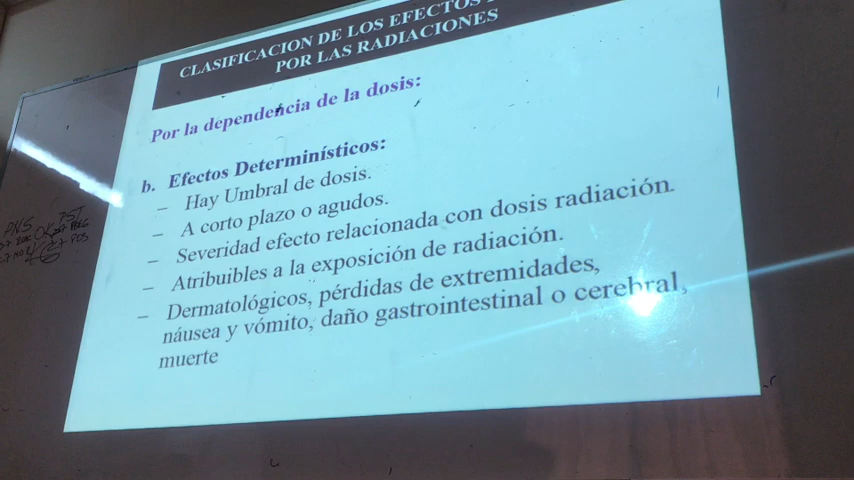 CLASIFICACION DE LOS EFECTOS
POR LAS RADIACIONES
Por la dependencia de la dosis:
b. Efectos Determinísticos:
– Hay Umbral de dosis.
– A corto plazo o agudos.
– Severidad efecto relacionada con dosis radiación.
– Atribuibles a la exposición de radiación.
– Dermatológicos, pérdidas de extremidades,
náusea y vómito, daño gastrointestinal o cerebral,
muerte
PNS